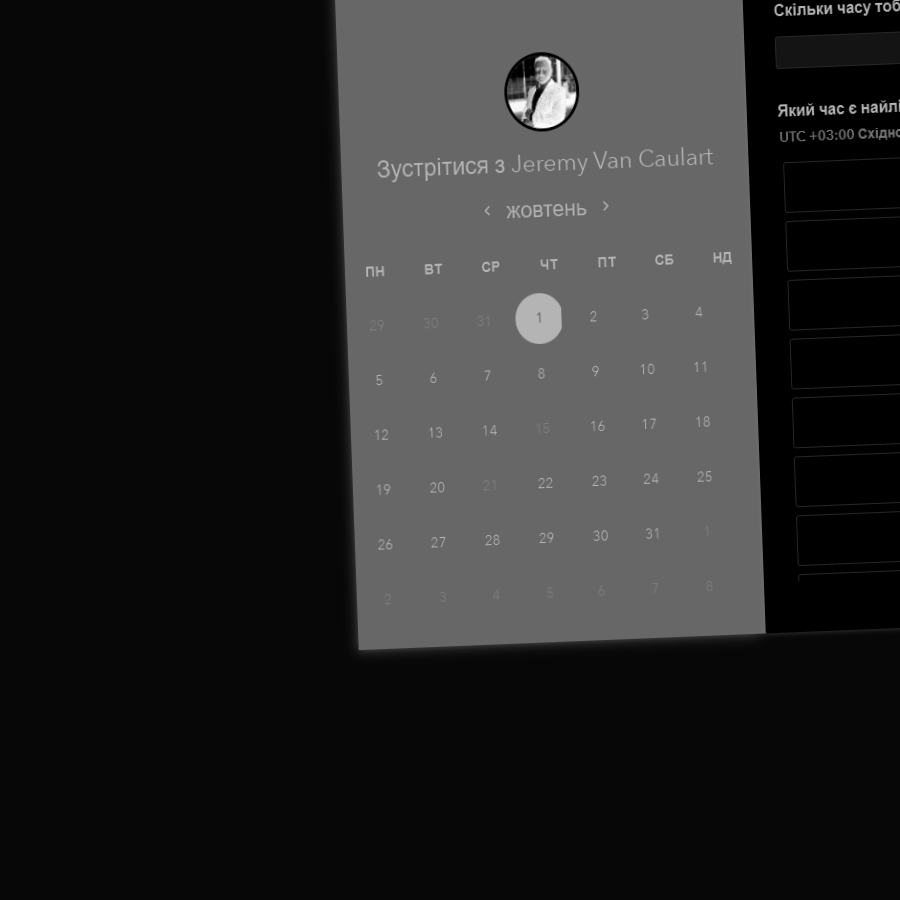 Скільки часу тоб
Який час є найлі
UTC +03:00 Східно
Зустрітися з Jeremy Van Caulart
‹ жовтень ›
ПН ВТ СР ЧТ ПТ СБ НД
29 30 31 1 2 3 4
5 6 7 8 9 10 11
12 13 14 15 16 17 18
19 20 21 22 23 24 25
26 27 28 29 30 31 1
2 3 4 5 6 7 8